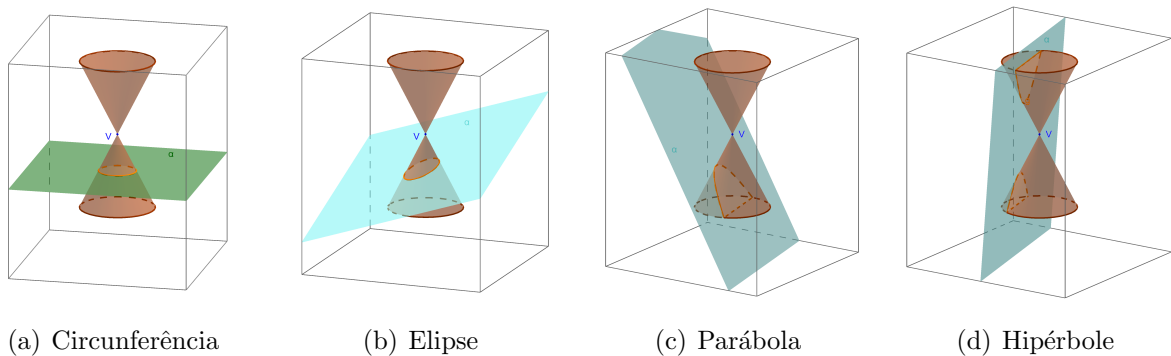 α
V
α
V
α
V
α
V
(a) Circunferência
(b) Elipse
(c) Parábola
(d) Hipérbole